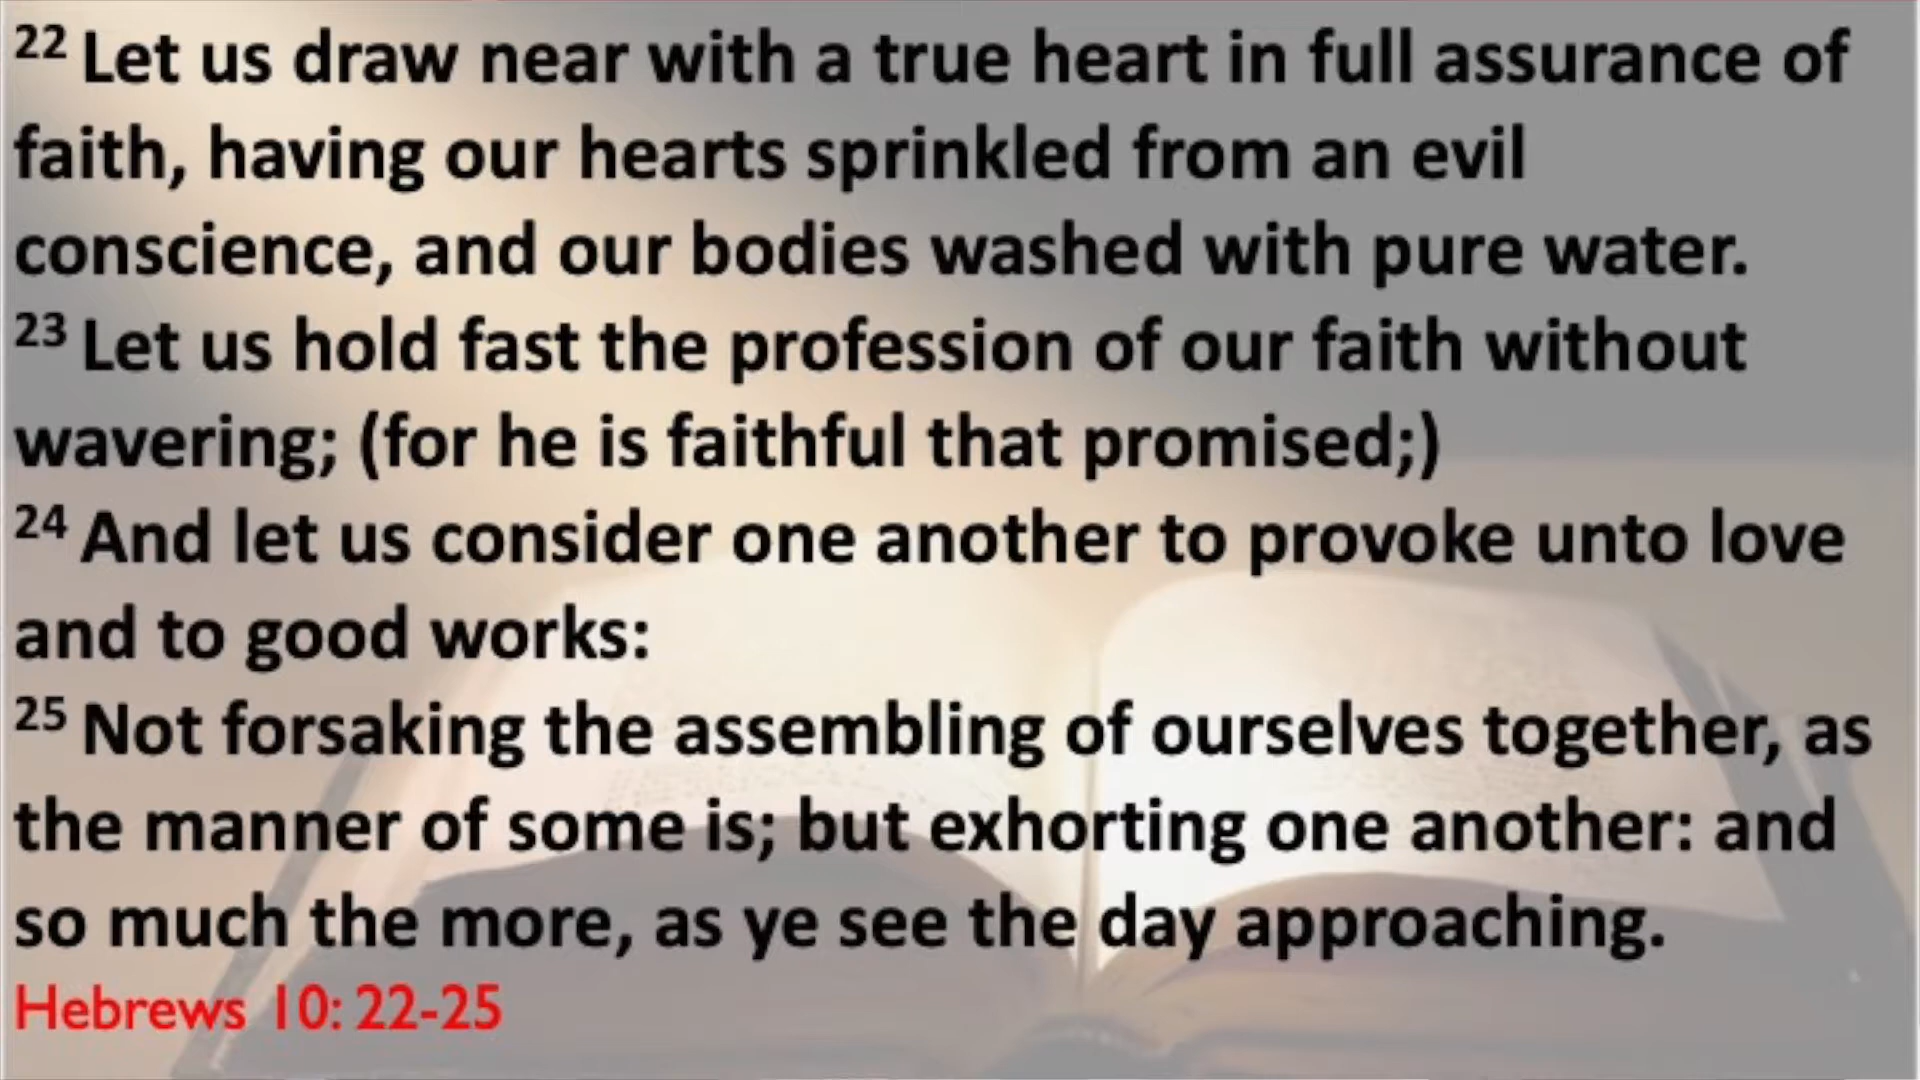 22 Let us draw near with a true heart in full assurance of
faith, having our hearts sprinkled from an evil
conscience, and our bodies washed with pure water.
23 Let us hold fast the profession of our faith without
wavering; (for he is faithful that promised;)
24 And let us consider one another to provoke unto love
and to good works:
25 Not forsaking the assembling of ourselves together, as
the manner of some is; but exhorting one another: and
so much the more, as ye see the day approaching.
Hebrews 10: 22-25